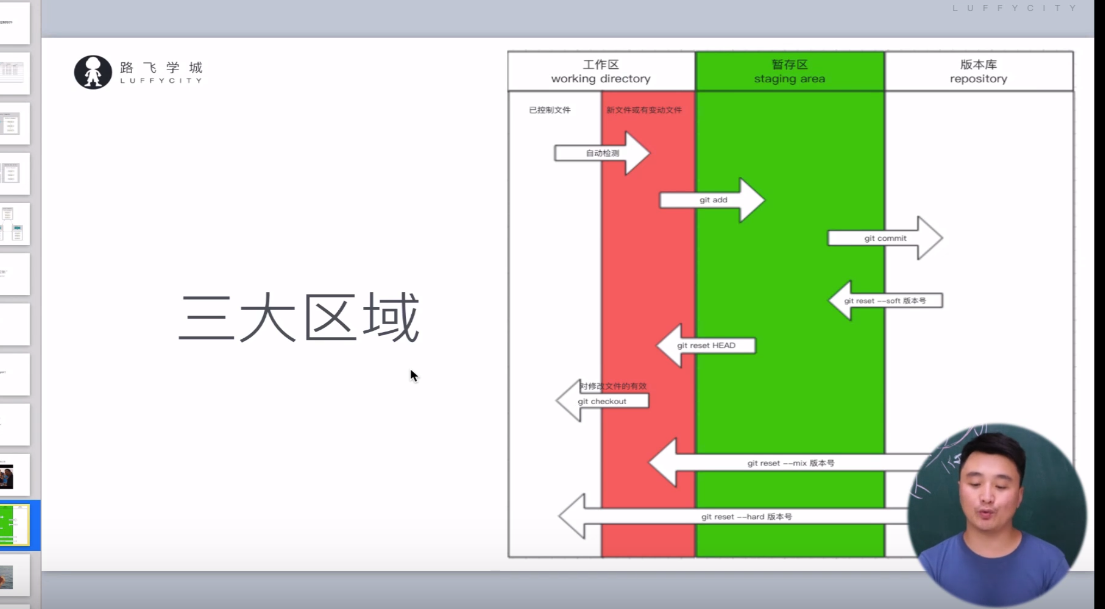 LUFFYCITY
路飞学城
LUFFYCITY
三大区域
工作区
working directory
暂存区
staging area
版本库
repository
已控制文件
新文件或有变动文件
自动检测
git add
git commit
git reset --soft 版本号
git reset HEAD
对修改文件的有效
git checkout
git reset --mix 版本号
git reset --hard 版本号